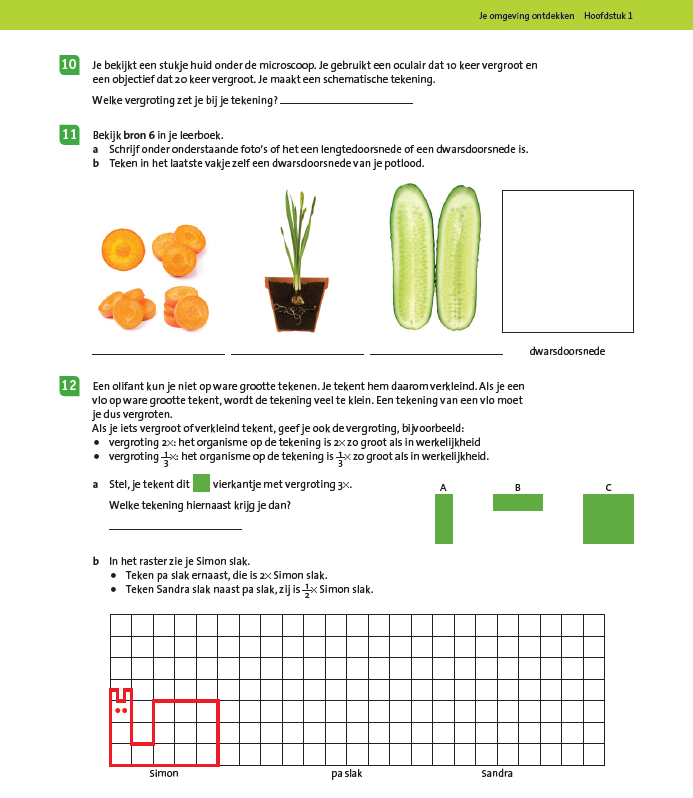 Je omgeving ontdekken Hoofdstuk 1
10 Je bekijkt een stukje huid onder de microscoop. Je gebruikt een oculair dat 10 keer vergroot en
een objectief dat 20 keer vergroot. Je maakt een schematische tekening.
Welke vergroting zet je bij je tekening?
11 Bekijk bron 6 in je leerboek.
a Schrijf onder onderstaande foto's of het een lengtedoorsnede of een dwarsdoorsnede is.
b Teken in het laatste vakje zelf een dwarsdoorsnede van je potlood.
dwarsdoorsnede
12 Een olifant kun je niet op ware grootte tekenen. Je tekent hem daarom verkleind. Als je een
vlo op ware grootte tekent, wordt de tekening veel te klein. Een tekening van een vlo moet
je dus vergroten.
Als je iets vergroot of verkleind tekent, geef je ook de vergroting, bijvoorbeeld:
• vergroting 2×: het organisme op de tekening is 2× zo groot als in werkelijkheid
• vergroting 1/3×: het organisme op de tekening is 1/3× zo groot als in werkelijkheid.
a Stel, je tekent dit vierkantje met vergroting 3×.
Welke tekening hiernaast krijg je dan?
A B C
b In het raster zie je Simon slak.
• Teken pa slak ernaast, die is 2× Simon slak.
• Teken Sandra slak naast pa slak, zij is 1/2× Simon slak.
Simon pa slak Sandra